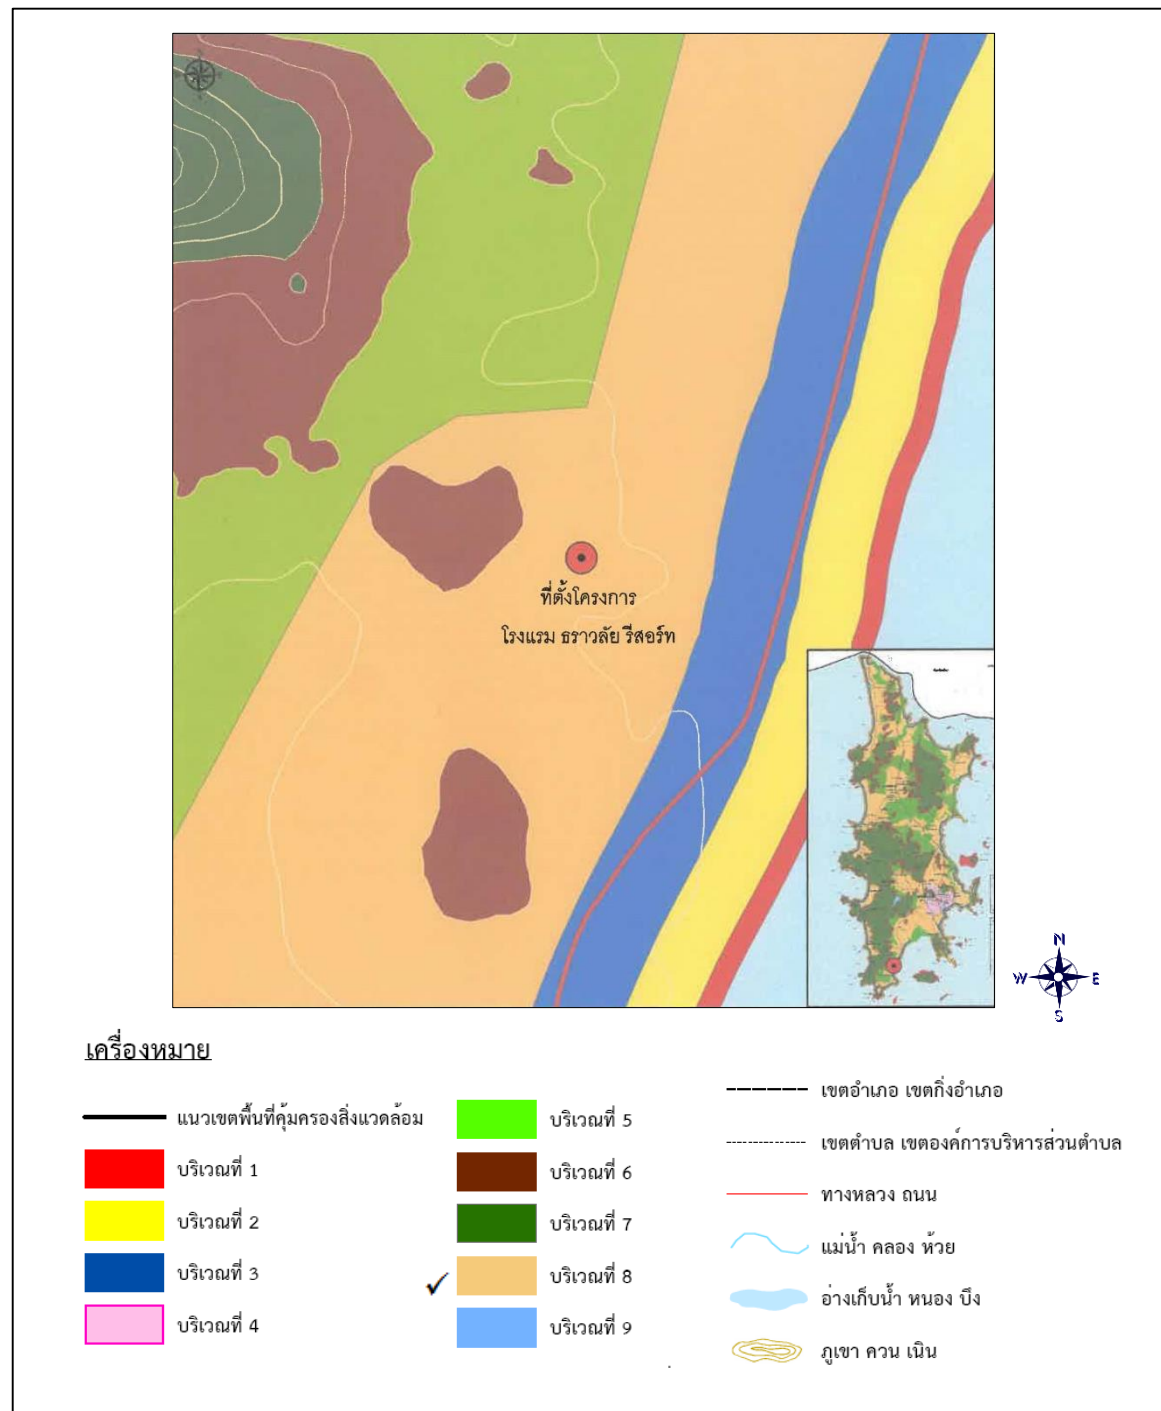 ที่ตั้งโครงการ
โรงแรม ธราวลัย รีสอร์ท
N
W E
S
เครื่องหมาย
แนวเขตพื้นที่คุ้มครองสิ่งแวดล้อม
บริเวณที่ 1
บริเวณที่ 2
บริเวณที่ 3
บริเวณที่ 4
บริเวณที่ 5
บริเวณที่ 6
บริเวณที่ 7
บริเวณที่ 8
บริเวณที่ 9
เขตอำเภอ เขตกิ่งอำเภอ
เขตตำบล เขตองค์การบริหารส่วนตำบล
ทางหลวง ถนน
แม่น้ำ คลอง ห้วย
อ่างเก็บน้ำ หนอง บึง
ภูเขา ควน เนิน